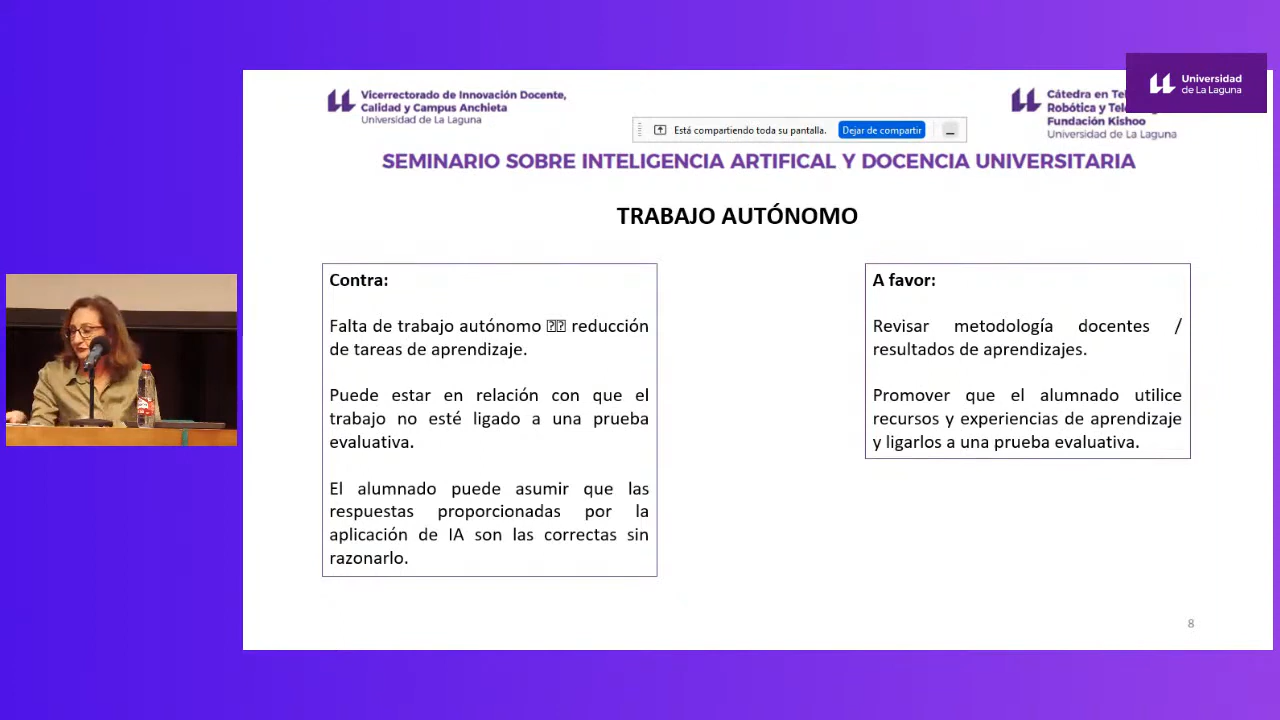 Vicerrectorado de Innovación Docente,
Calidad y Campus Anchieta
Universidad de La Laguna
Cátedra en
Robótica y
Fundación Kishoo
Universidad de La Laguna
Universidad
de La Laguna
Está compartiendo toda su pantalla.
Dejar de compartir
SEMINARIO SOBRE INTELIGENCIA ARTIFICAL Y DOCENCIA UNIVERSITARIA
TRABAJO AUTÓNOMO
Contra:
Falta de trabajo autónomo ⍰⍰ reducción
de tareas de aprendizaje.
Puede estar en relación con que el
trabajo no esté ligado a una prueba
evaluativa.
El alumnado puede asumir que las
respuestas proporcionadas por la
aplicación de IA son las correctas sin
razonarlo.
A favor:
Revisar metodología docentes /
resultados de aprendizajes.
Promover que el alumnado utilice
recursos y experiencias de aprendizaje
y ligarlos a una prueba evaluativa.
8